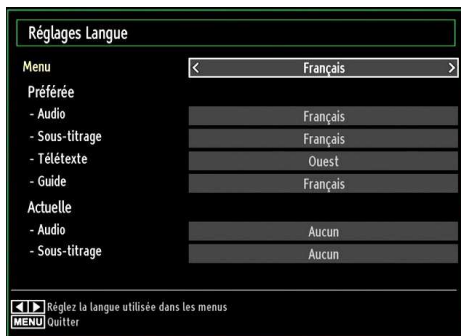 Réglages Langue
Menu < Français >
Préférée
- Audio Français
- Sous-titrage Français
- Télétexte Ouest
- Guide Français
Actuelle
- Audio Aucun
- Sous-titrage Aucun
Réglez la langue utilisée dans les menus
MENU Quitter